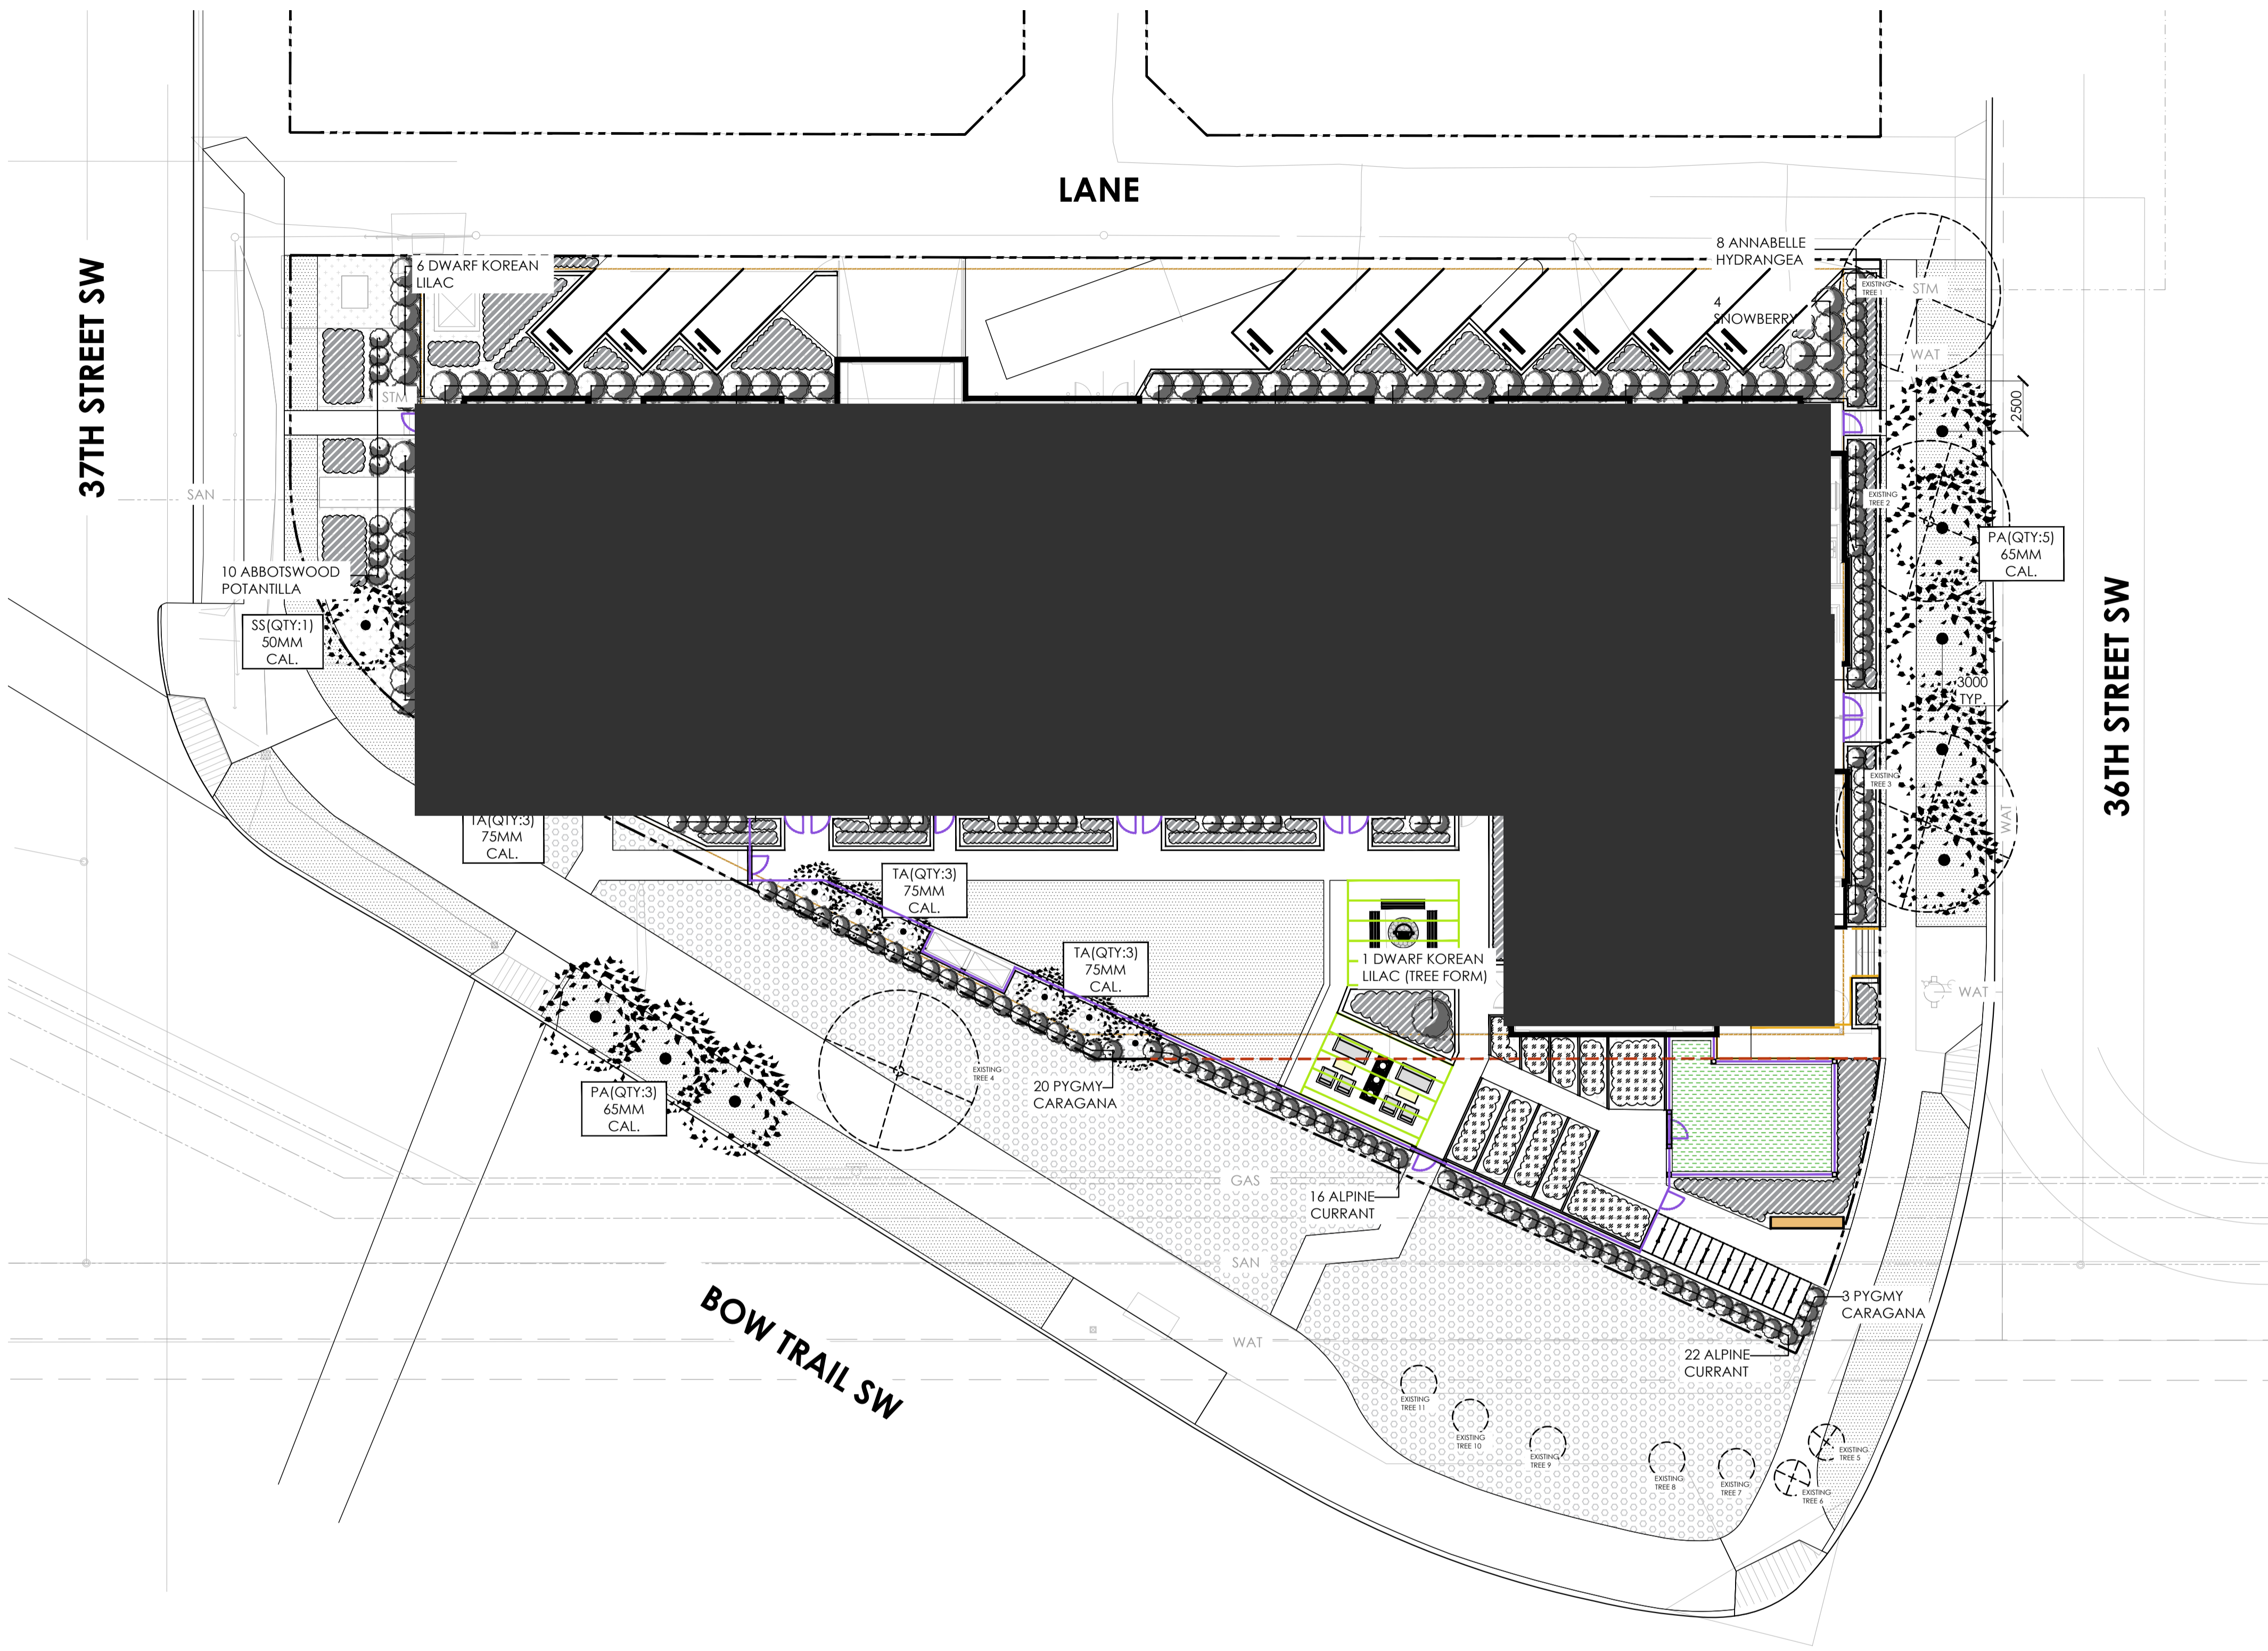 LANE
37TH STREET SW
6 DWARF KOREAN
LILAC
8 ANNABELLE
HYDRANGEA
4
SNOWBERRY
EXISTING
TREE 1
STM
WAT
STM
2500
SAN
EXISTING
TREE 2
PA(QTY:5)
65MM
CAL.
10 ABBOTSWOOD
POTANTILLA
SS(QTY:1)
50MM
CAL.
36TH STREET SW
3000
TYP.
EXISTING
TREE 3
WAT
TA(QTY:3)
75MM
CAL.
TA(QTY:3)
75MM
CAL.
TA(QTY:3)
75MM
CAL.
1 DWARF KOREAN
LILAC (TREE FORM)
WAT
EXISTING
TREE 4
20 PYGMY
CARAGANA
PA(QTY:3)
65MM
CAL.
GAS
16 ALPINE
CURRANT
SAN
3 PYGMY
CARAGANA
BOW TRAIL SW
WAT
22 ALPINE
CURRANT
EXISTING
TREE 11
EXISTING
TREE 10
EXISTING
TREE 9
EXISTING
TREE 8
EXISTING
TREE 7
EXISTING
TREE 5
EXISTING
TREE 6